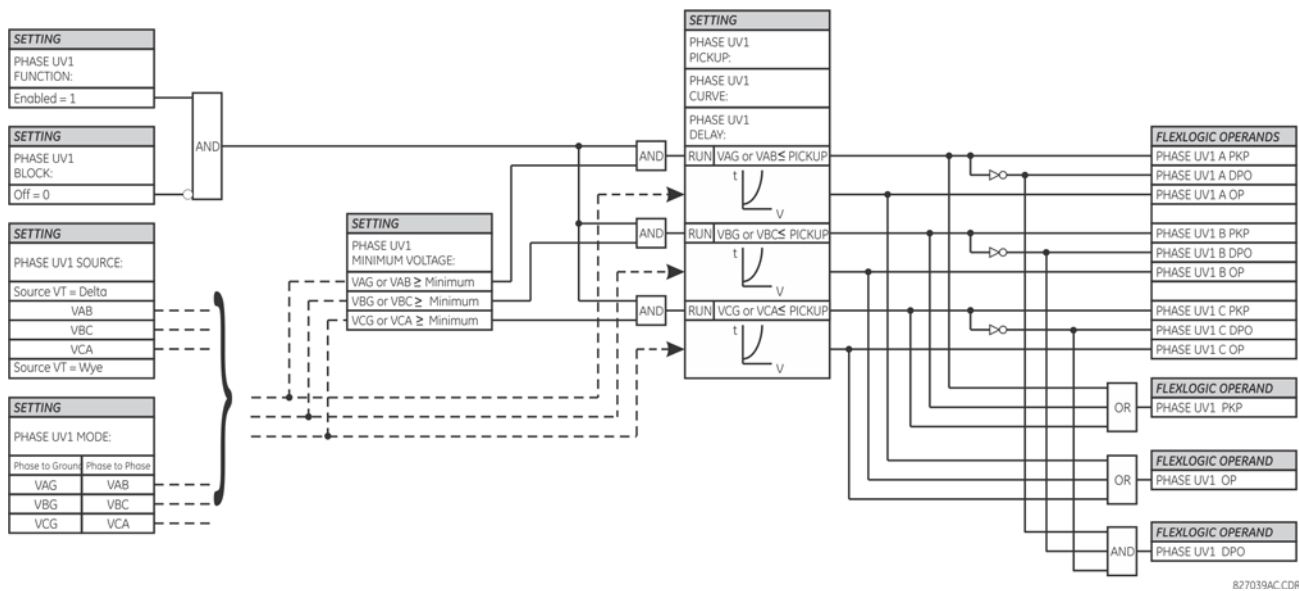 SETTING
PHASE UV1
FUNCTION:
Enabled = 1
SETTING
PHASE UV1
BLOCK:
Off = 0
AND
SETTING
PHASE UV1 SOURCE:
Source VT = Delta
VAB
VBC
VCA
Source VT = Wye
SETTING
PHASE UV1 MODE:
Phase to Ground Phase to Phase
VAG VAB
VBG VBC
VCG VCA
SETTING
PHASE UV1
MINIMUM VOLTAGE:
VAG or VAB ≥ Minimum
VBG or VBC ≥ Minimum
VCG or VCA ≥ Minimum
AND
AND
AND
SETTING
PHASE UV1
PICKUP:
PHASE UV1
CURVE:
PHASE UV1
DELAY:
RUN VAG or VAB≤ PICKUP
t
V
RUN VBG or VBC≤ PICKUP
t
V
RUN VCG or VCA≤ PICKUP
t
V
FLEXLOGIC OPERANDS
PHASE UV1 A PKP
PHASE UV1 A DPO
PHASE UV1 A OP
PHASE UV1 B PKP
PHASE UV1 B DPO
PHASE UV1 B OP
PHASE UV1 C PKP
PHASE UV1 C DPO
PHASE UV1 C OP
OR
FLEXLOGIC OPERAND
PHASE UV1 PKP
OR
FLEXLOGIC OPERAND
PHASE UV1 OP
AND
FLEXLOGIC OPERAND
PHASE UV1 DPO
827039AC.CDR